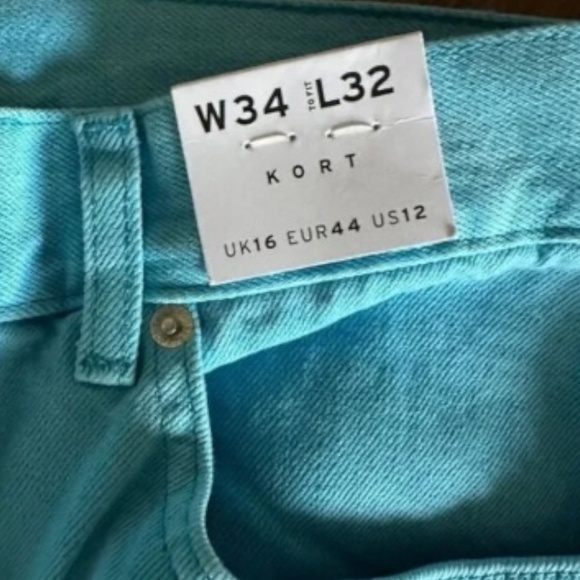 W34 TO FIT L32
KORT
UK16 EUR44 US12